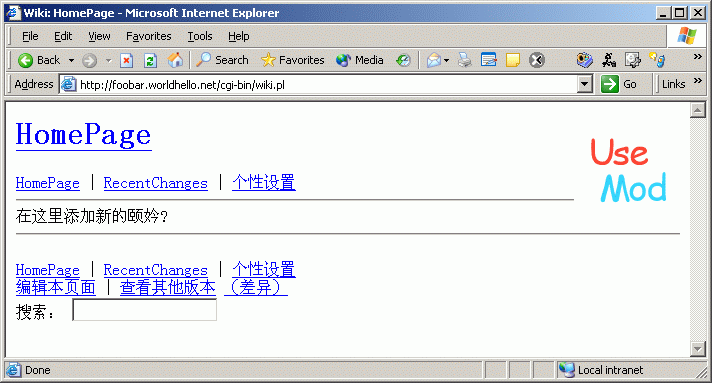 Wiki: HomePage - Microsoft Internet Explorer
File Edit View Favorites Tools Help
Back Search Favorites Media
Address http://foobar.worldhello.net/cgi-bin/wiki.pl Go Links
HomePage
Use
Mod
HomePage | RecentChanges | 个性设置
在这里添加新的颐妗?
HomePage | RecentChanges | 个性设置
编辑本页面 | 查看其他版本 （差异）
搜索：
Done Local intranet